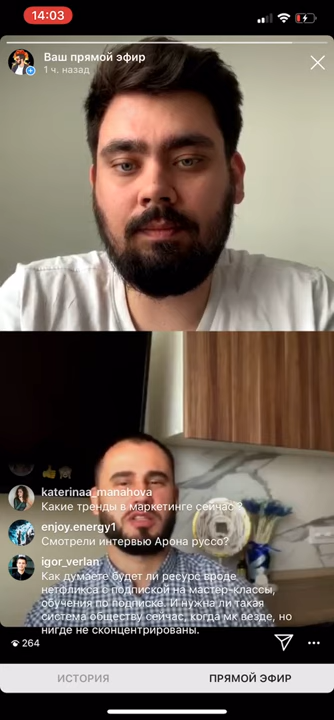 14:03
Ваш прямой эфир
1 ч. назад
katerinaa_manahova
Какие тренды в маркетинге сейчас?
enjoy.energy1
Смотрели интервью Арона руссо?
igor_verlan
Как думаете будет ли ресурс вроде
нетфликса с подпиской на мастер-классы,
обучения по подписке. И нужна ли такая
система обществу сейчас, когда мк везде, но
нигде не сконцентрированы.
264
ИСТОРИЯ
ПРЯМОЙ ЭФИР